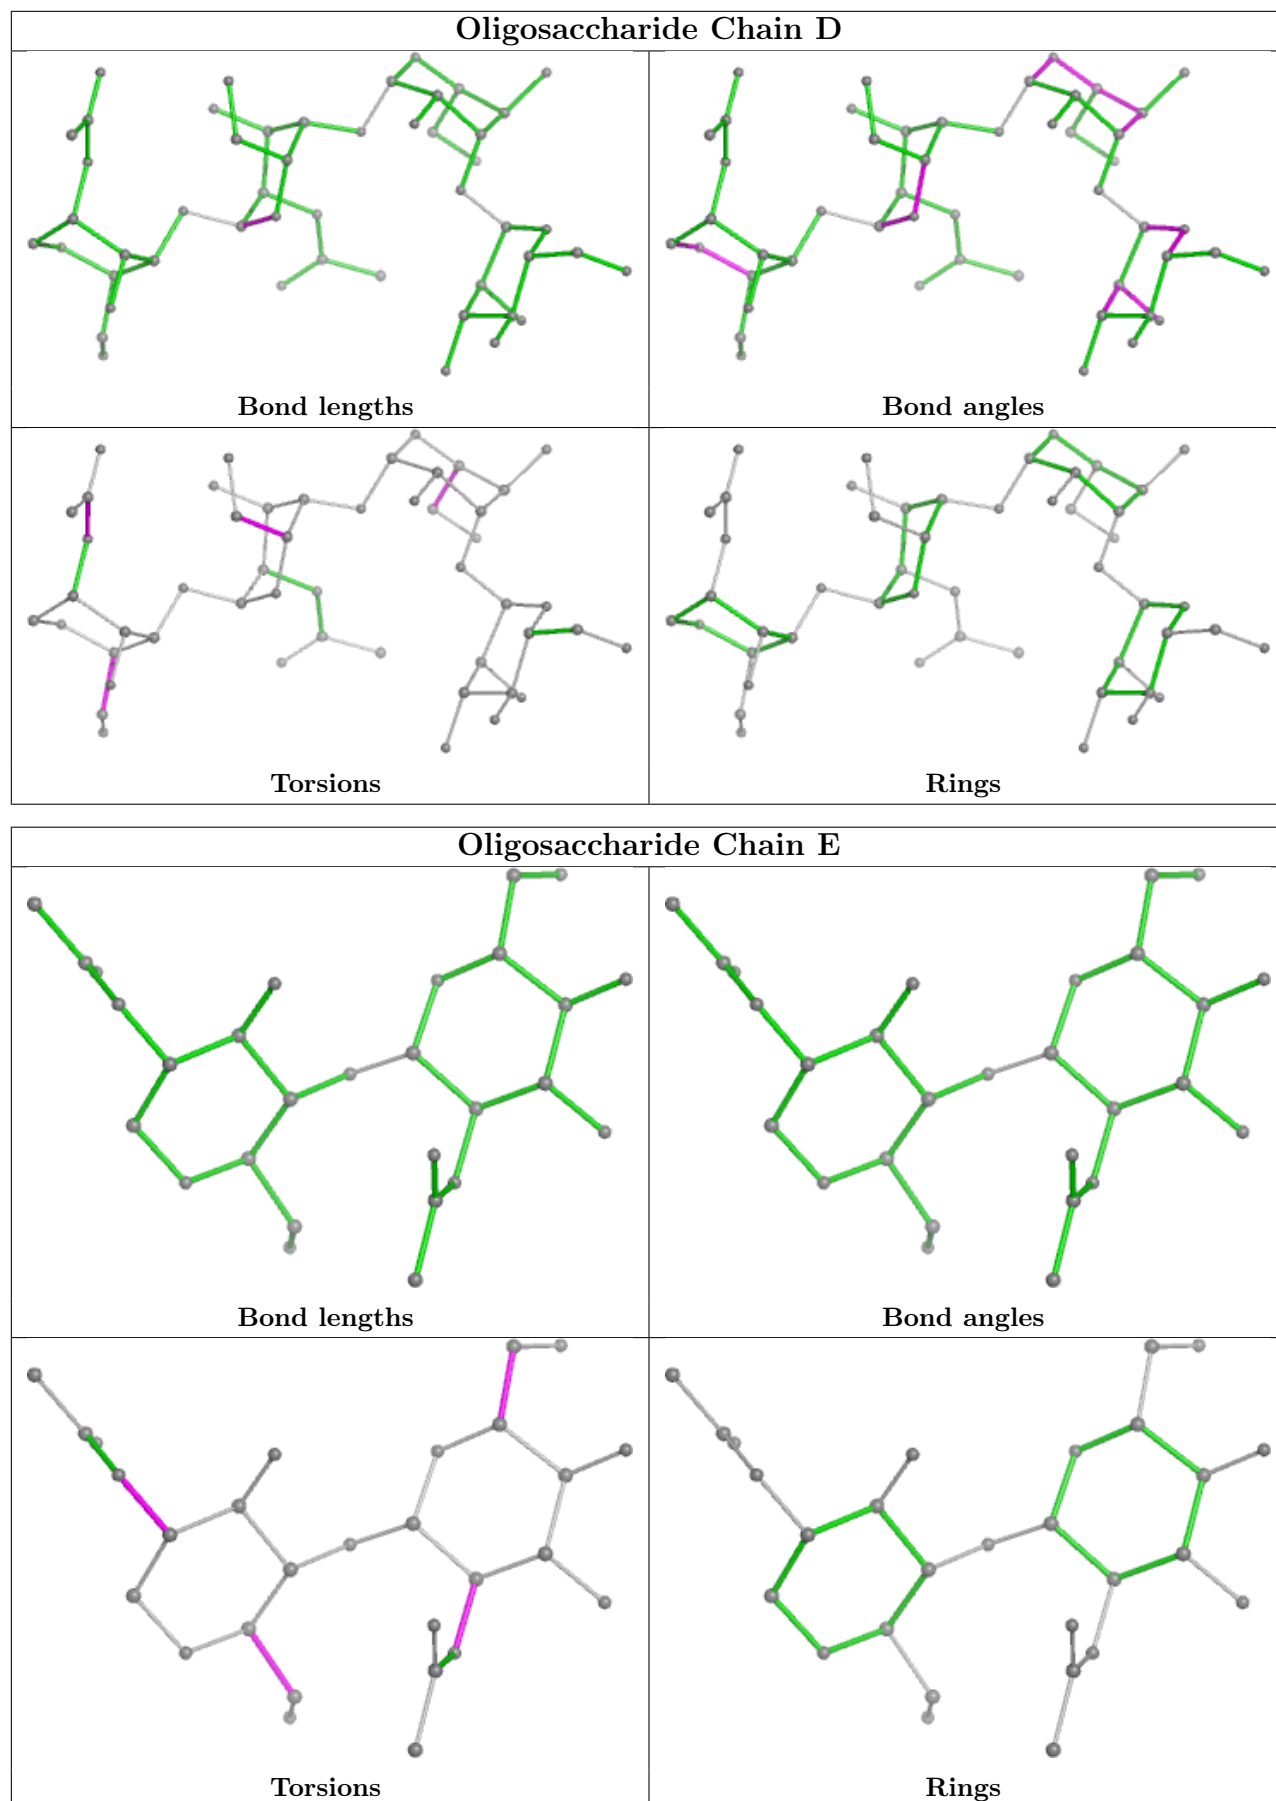 Oligosaccharide Chain D
Bond lengths
Bond angles
Torsions
Rings
Oligosaccharide Chain E
Bond lengths
Bond angles
Torsions
Rings